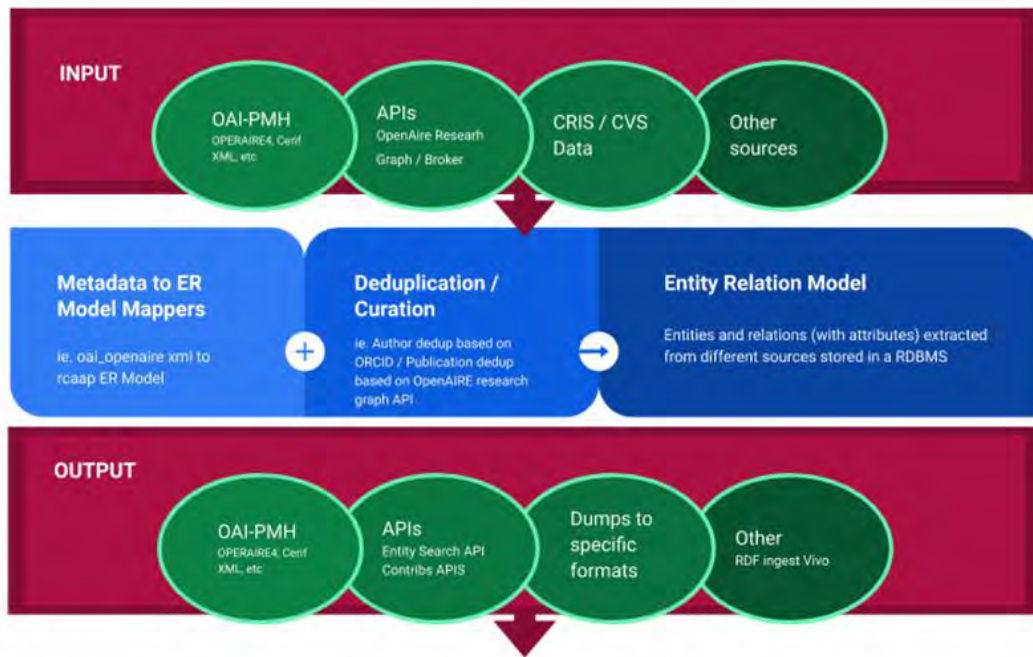 INPUT
OAI-PMH
OPERAIRE4, Cerif
XML, etc
APIs
OpenAire Researh
Graph / Broker
CRIS / CVS
Data
Other
sources
Metadata to ER
Model Mappers
ie. oai_openaire xml to
rcaap ER Model
+
Deduplication /
Curation
ie. Author dedup based on
ORCID / Publication dedup
based on OpenAIRE research
graph API
Entity Relation Model
Entities and relations (with attributes) extracted
from different sources stored in a RDBMS
OUTPUT
OAI-PMH
OPERAIRE4, Cerif
XML, etc
APIs
Entity Search API
Contribs APIS
Dumps to
specific
formats
Other
RDF ingest Vivo